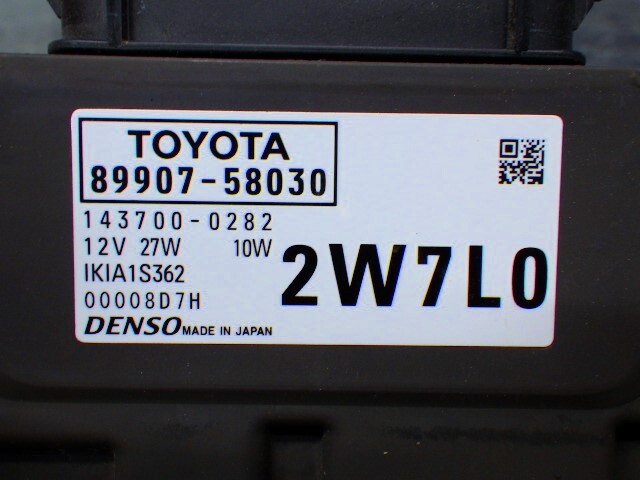 TOYOTA
89907-58030
143700-0282
12V 27W 10W
IKIA1S362
00008D7H
2W7L0
DENSO MADE IN JAPAN